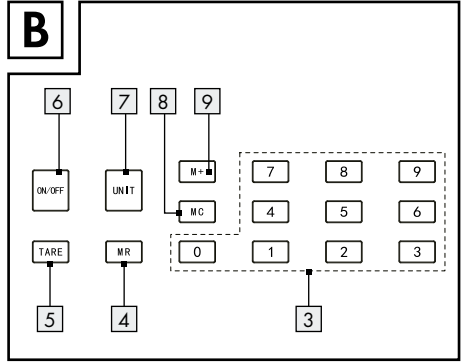 B
6 7 8 9
M+ 7 8 9
ON/OFF UNIT
MC 4 5 6
TARE MR 0 1 2 3
5 4 3